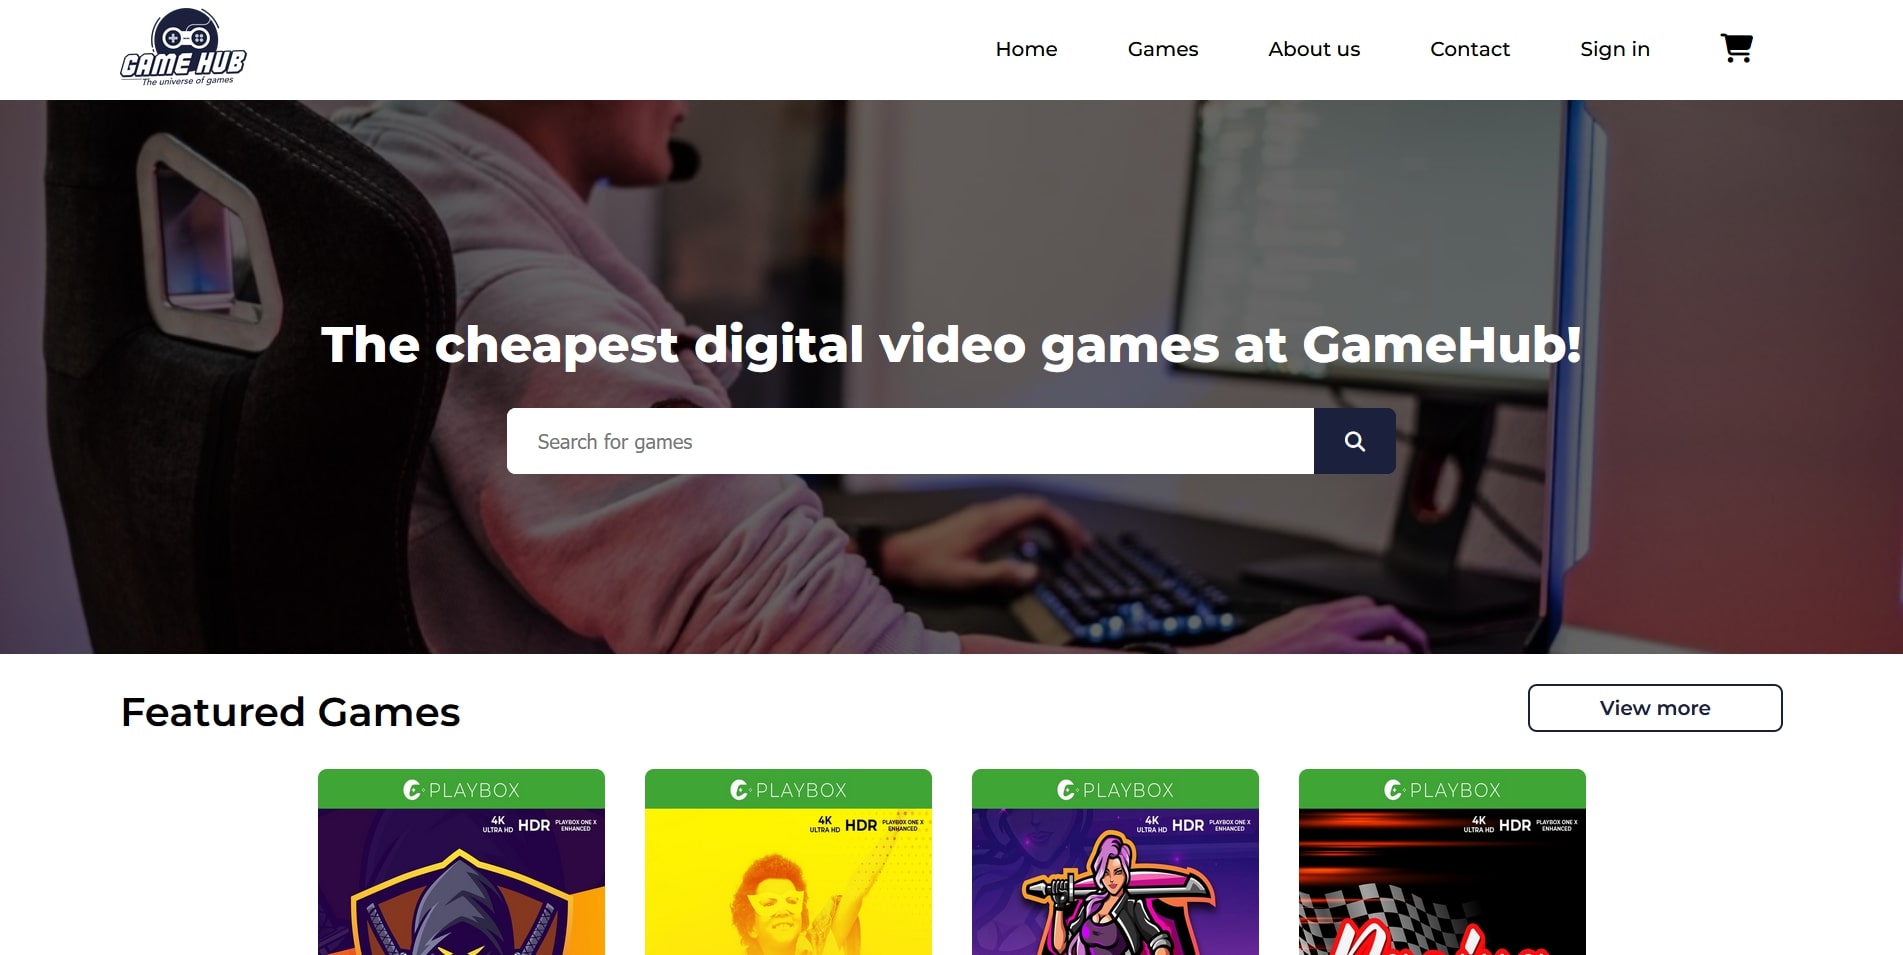 GAME HUB
The universe of games
Home
Games
About us
Contact
Sign in
The cheapest digital video games at GameHub!
Search for games
Featured Games
View more
PLAYBOX
4K
ULTRA HD
HDR
PLAYBOX ONE X
ENHANCED
PLAYBOX
4K
ULTRA HD
HDR
PLAYBOX ONE X
ENHANCED
PLAYBOX
4K
ULTRA HD
HDR
PLAYBOX ONE X
ENHANCED
PLAYBOX
4K
ULTRA HD
HDR
PLAYBOX ONE X
ENHANCED